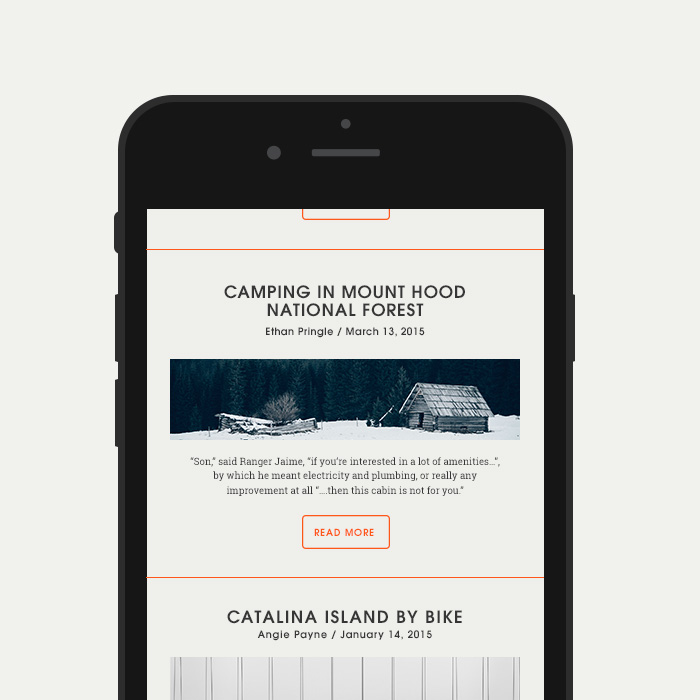 CAMPING IN MOUNT HOOD
NATIONAL FOREST
Ethan Pringle / March 13, 2015
“Son,” said Ranger Jaime, “if you’re interested in a lot of amenities...”,
by which he meant electricity and plumbing, or really any
improvement at all “....then this cabin is not for you.”
READ MORE
CATALINA ISLAND BY BIKE
Angie Payne / January 14, 2015